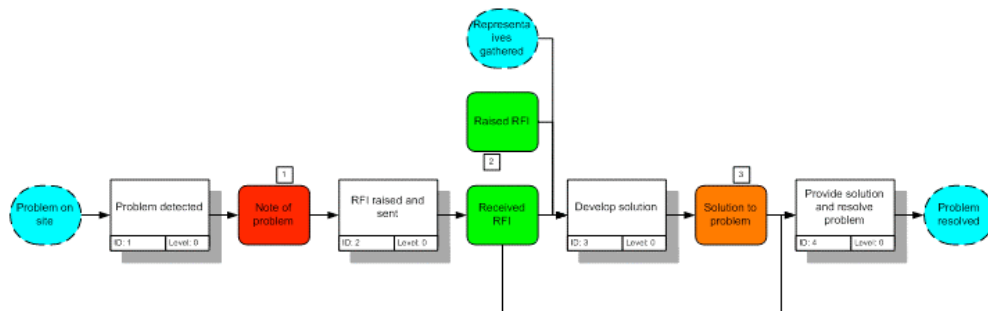 Representa
ives
gathered
Raised RFI
2
1
3
Problem on
site
Problem detected
ID: 1
Level: 0
Note of
problem
RFI raised and
sent
ID: 2
Level: 0
Received
RFI
Develop solution
ID: 3
Level: 0
Solution to
problem
Provide solution
and resolve
problem
ID: 4
Level: 0
Problem
resolved